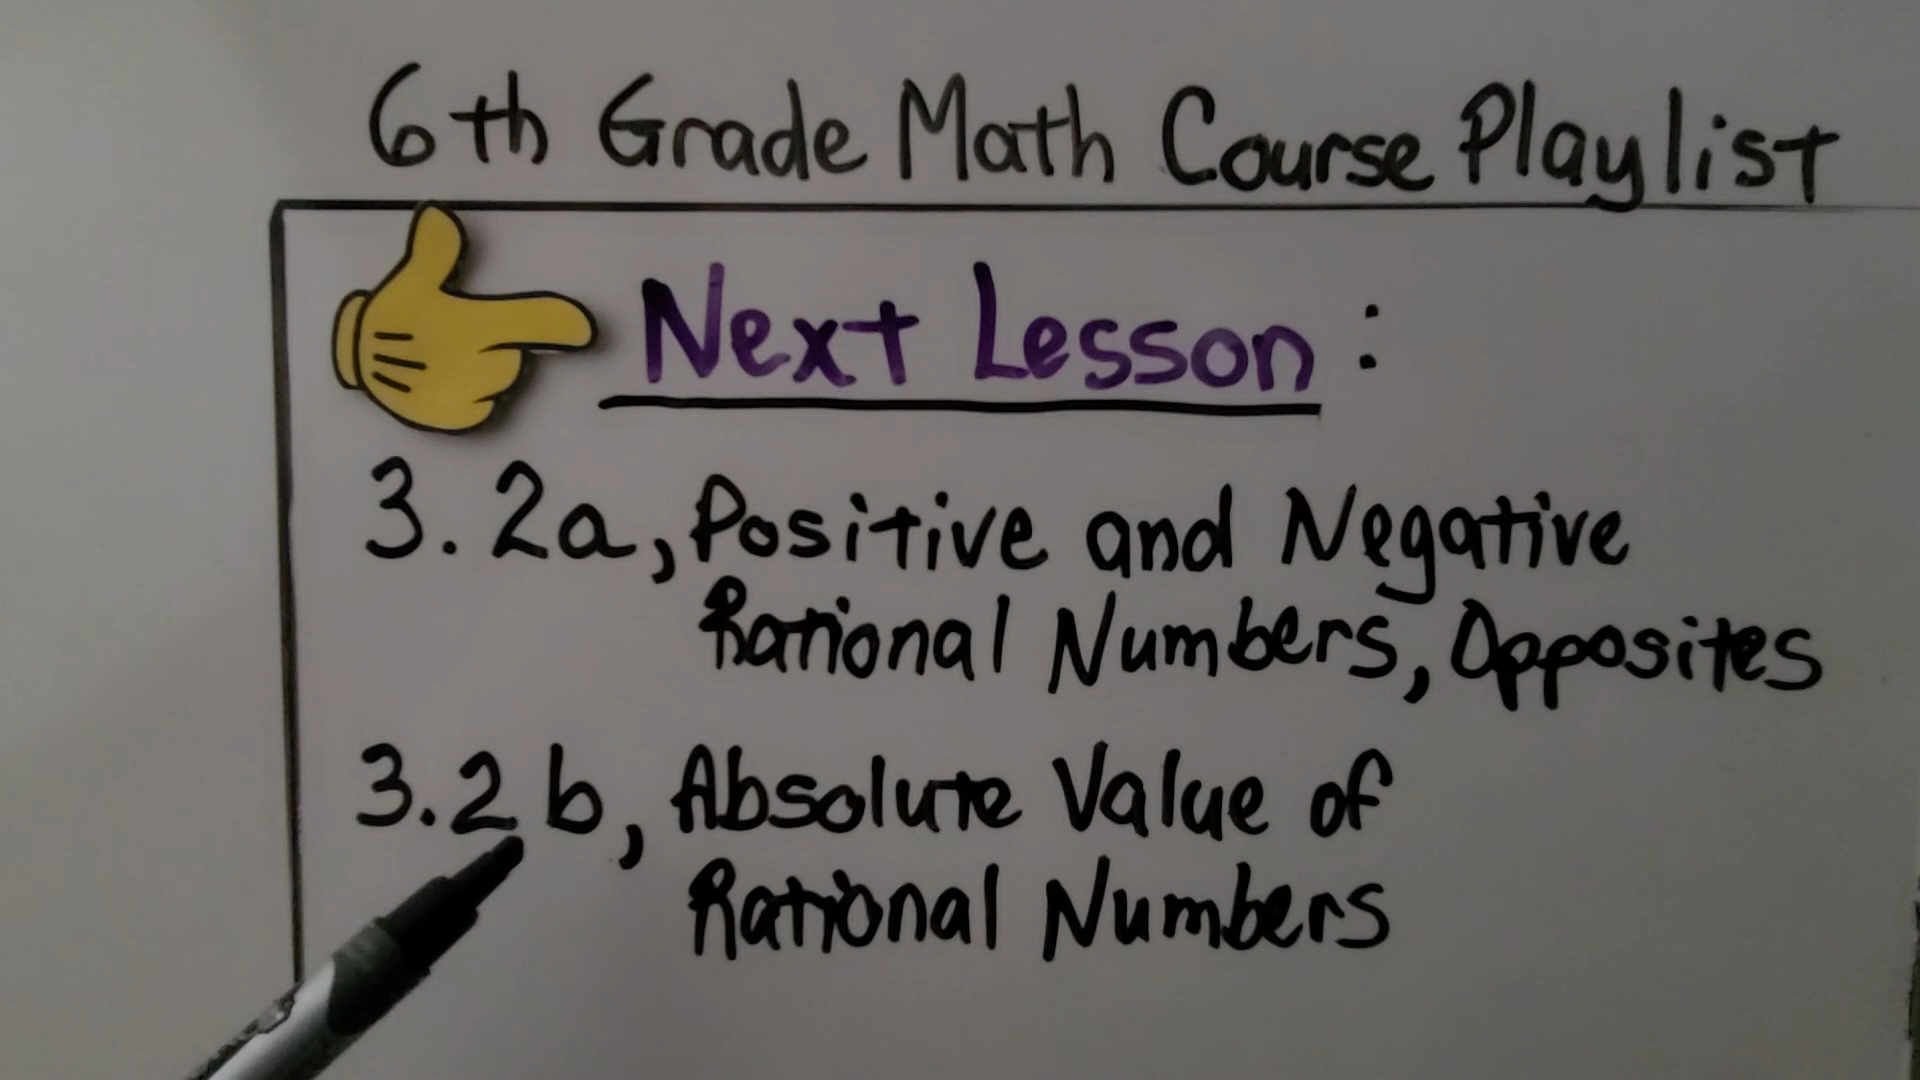 6th Grade Math Course Playlist
Next Lesson:
3.2a, Positive and Negative
Rational Numbers, Opposites
3.2b, Absolute Value of
Rational Numbers